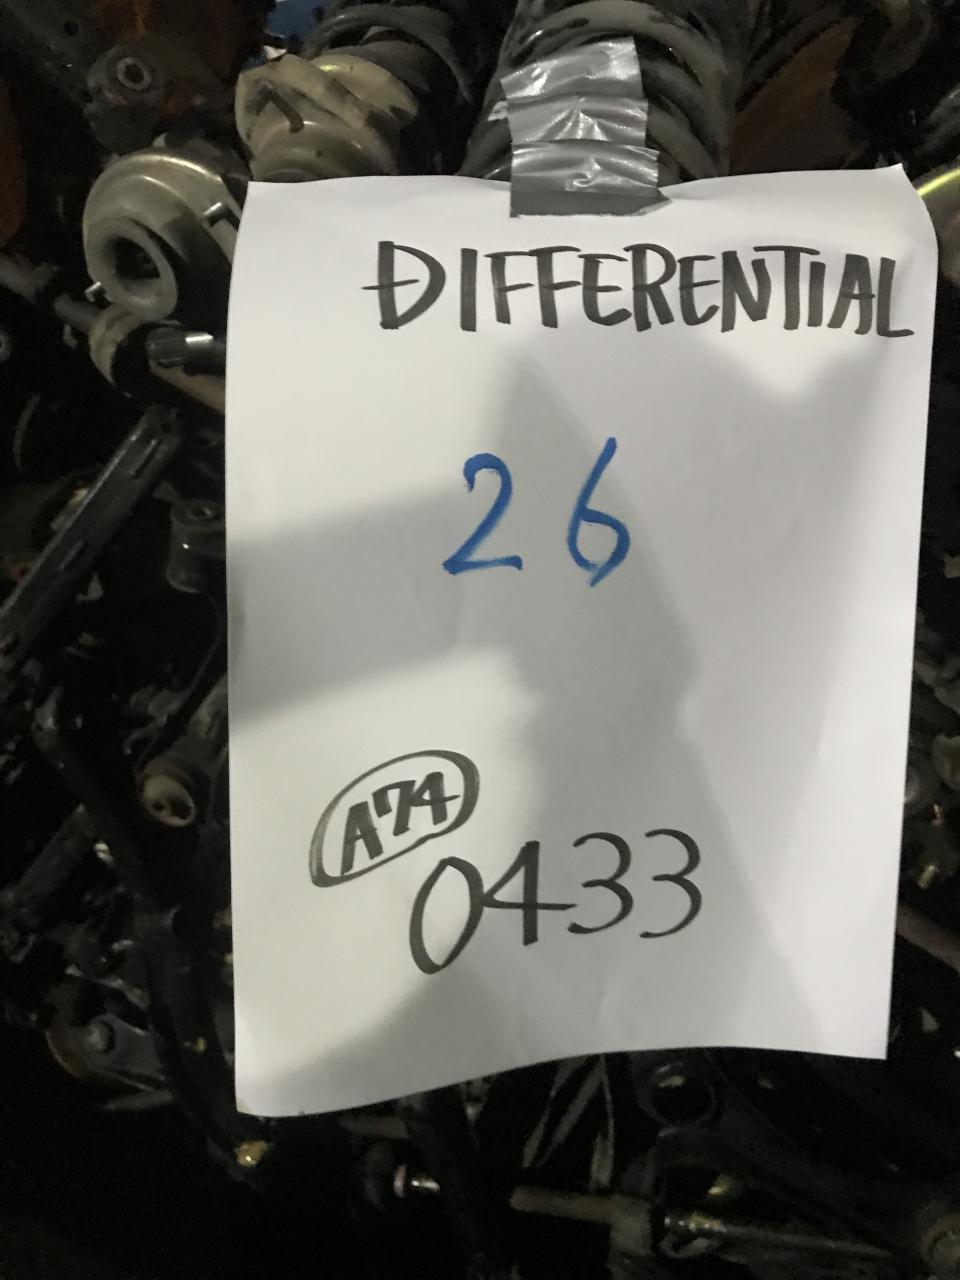 DIFFERENTIAL
26
A74
0433